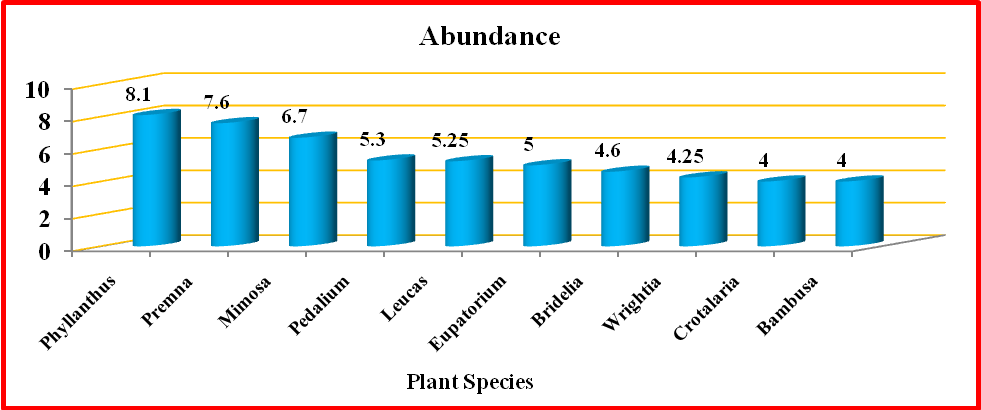 Abundance
10
8
6
4
2
0
8.1
7.6
6.7
5.3
5.25
5
4.6
4.25
4
4
Phyllanthus
Premna
Mimosa
Pedalium
Leucas
Eupatorium
Bridelia
Wrightia
Crotalaria
Bambusa
Plant Species